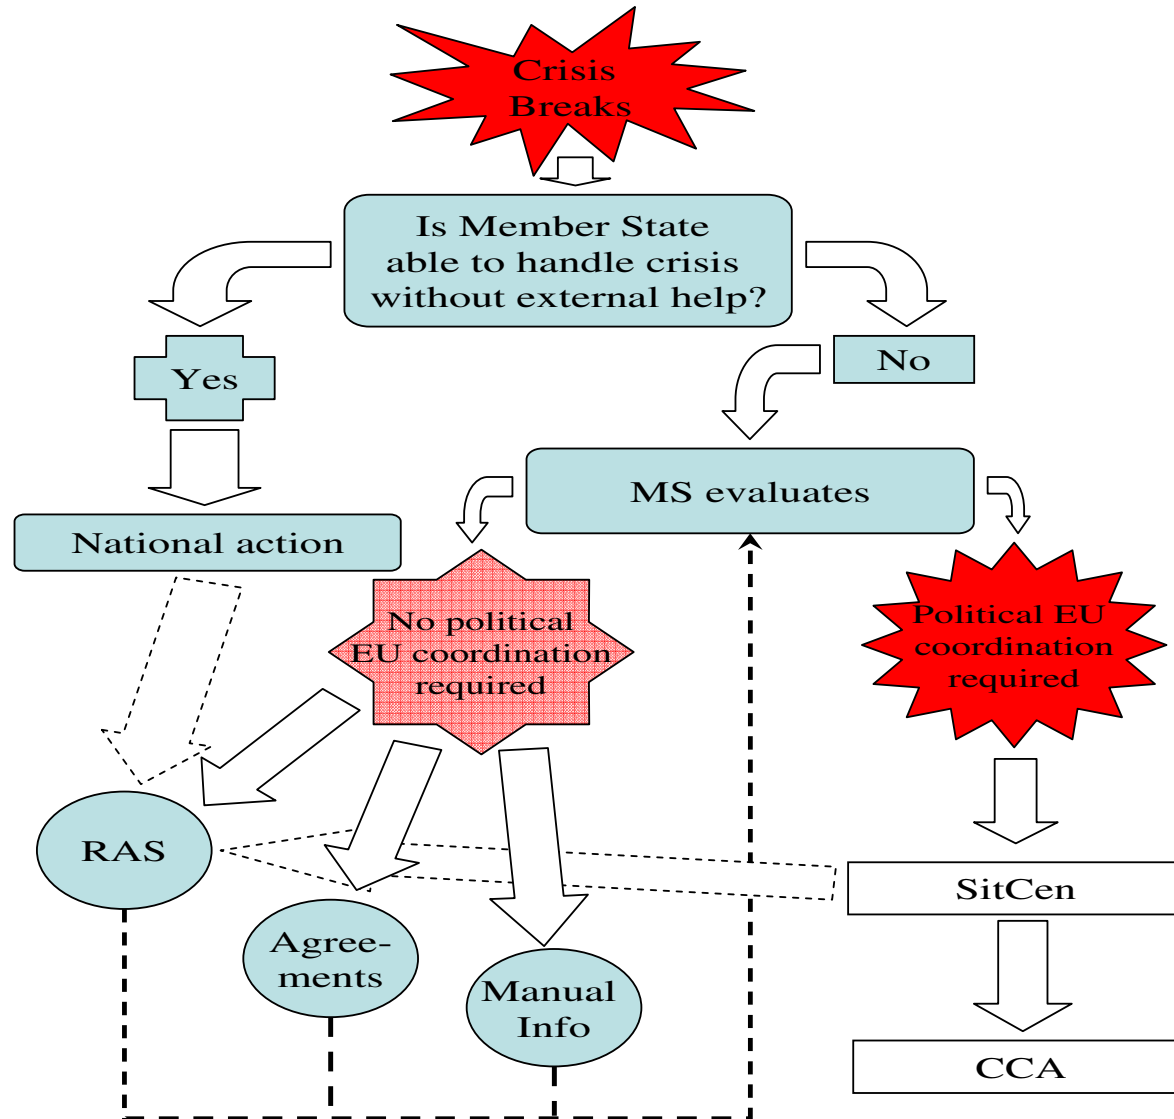 Crisis
Breaks
Is Member State
able to handle crisis
without external help?
Yes
No
MS evaluates
National action
No political
EU coordination
required
Political EU
coordination
required
RAS
SitCen
Agree-
ments
Manual
Info
CCA